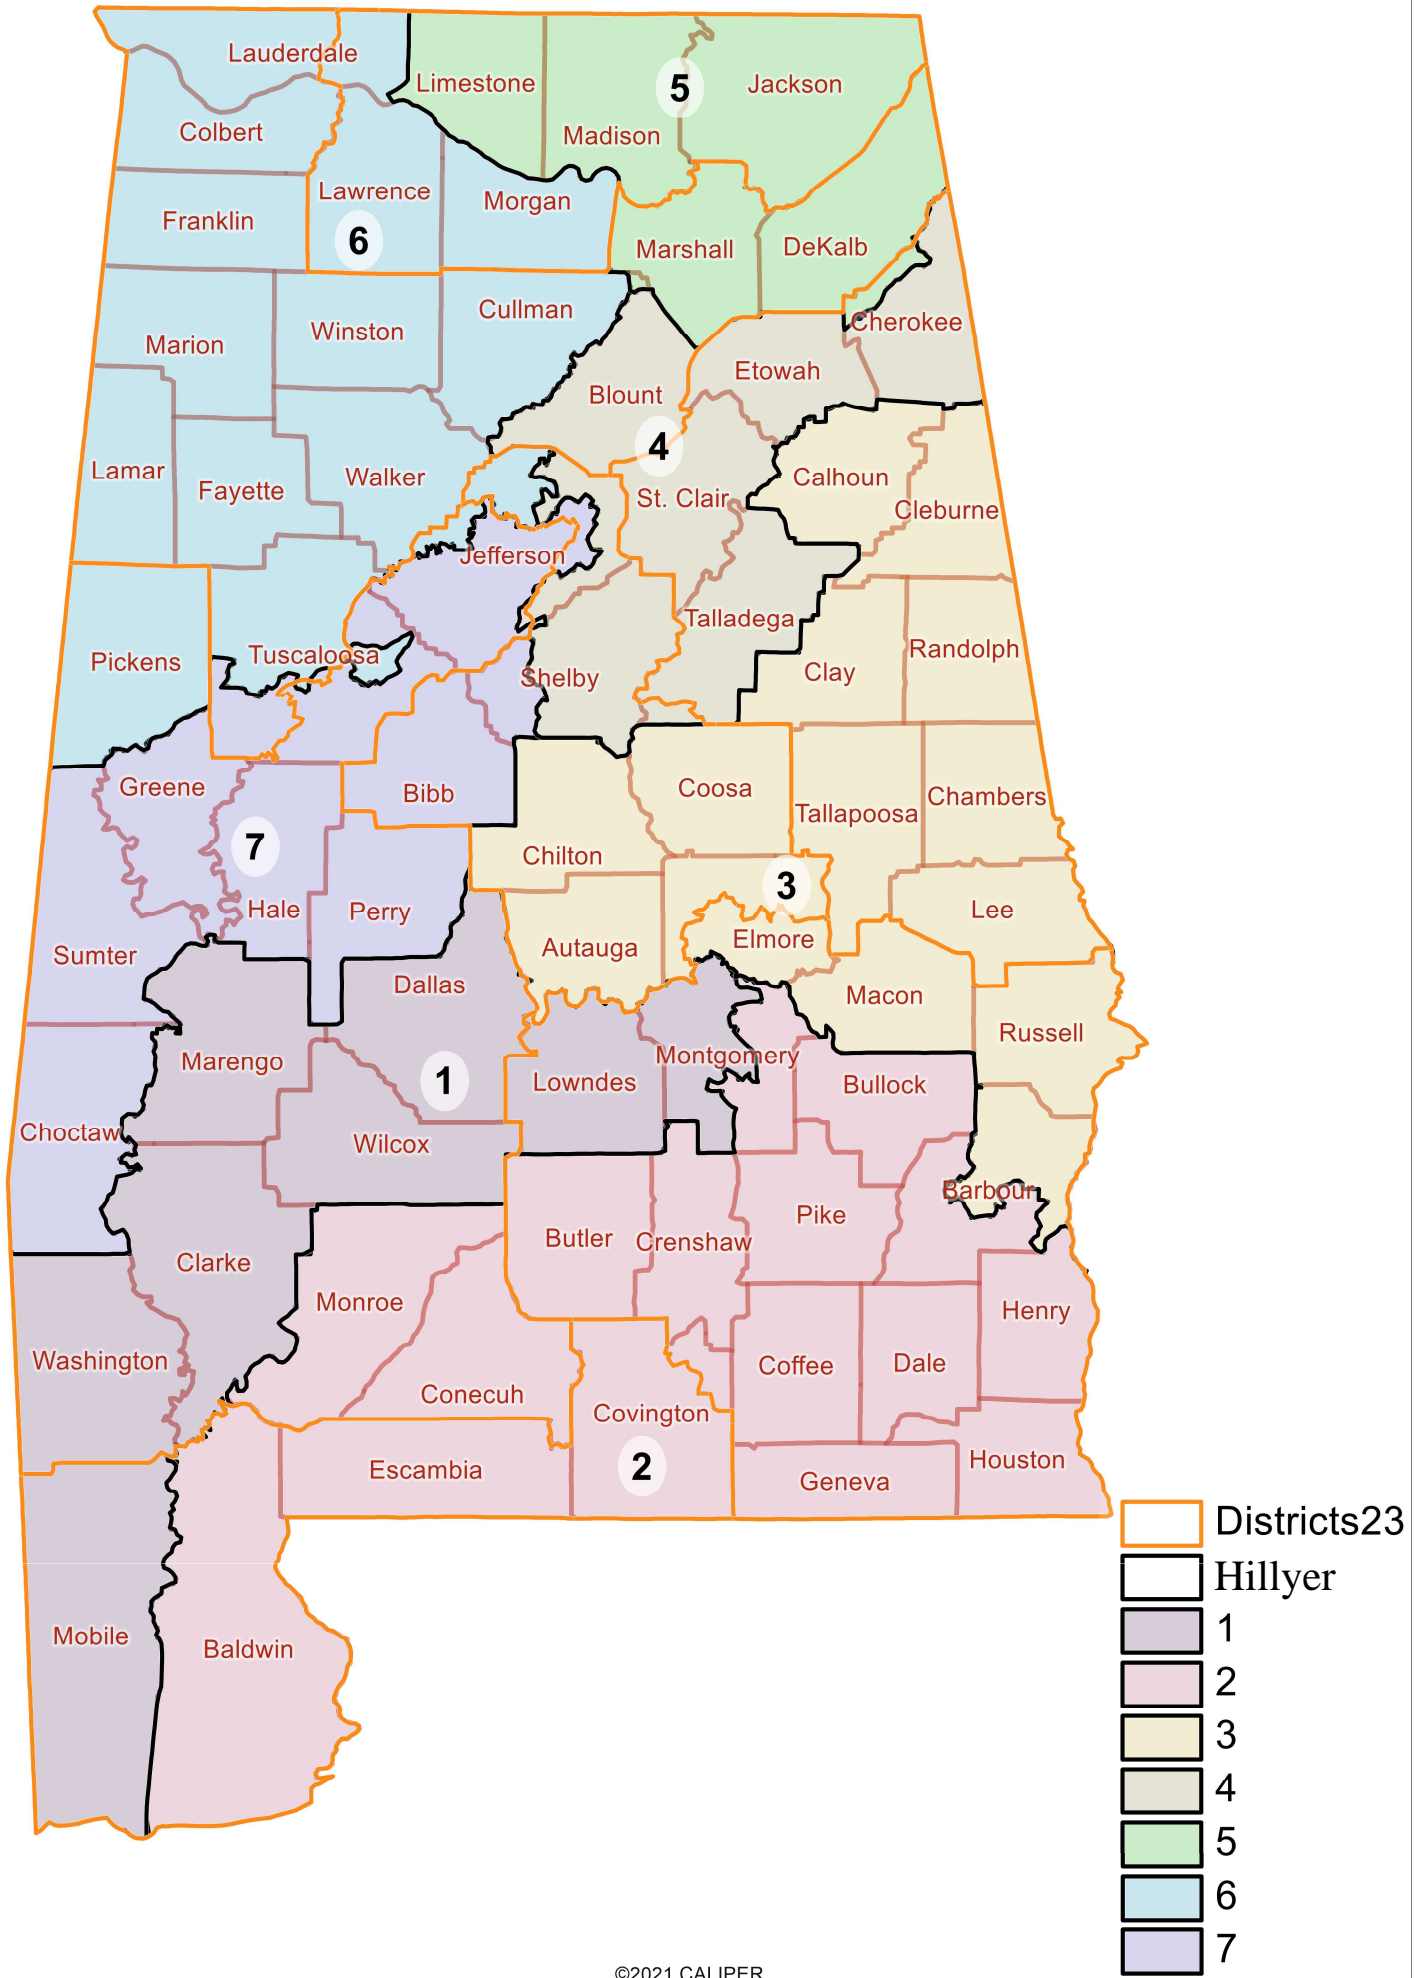 Lauderdale
Limestone
5
Jackson
Colbert
Madison
Lawrence
Morgan
Franklin
6
Marshall
DeKalb
Cullman
Cherokee
Winston
Marion
Etowah
Blount
4
Lamar
Walker
Calhoun
Fayette
St. Clair
Cleburne
Jefferson
Talladega
Pickens
Tuscaloosa
Shelby
Clay
Randolph
Greene
Bibb
Coosa
Tallapoosa
Chambers
7
Chilton
3
Hale
Perry
Lee
Sumter
Autauga
Elmore
Dallas
Macon
Russell
Marengo
1
Lowndes
Montgomery
Bullock
Choctaw
Wilcox
Barbour
Pike
Butler
Crenshaw
Clarke
Monroe
Henry
Washington
Coffee
Dale
Conecuh
Covington
2
Escambia
Geneva
Houston
Mobile
Baldwin
Districts23
Hillyer
1
2
3
4
5
6
7
©2021 CALIPER